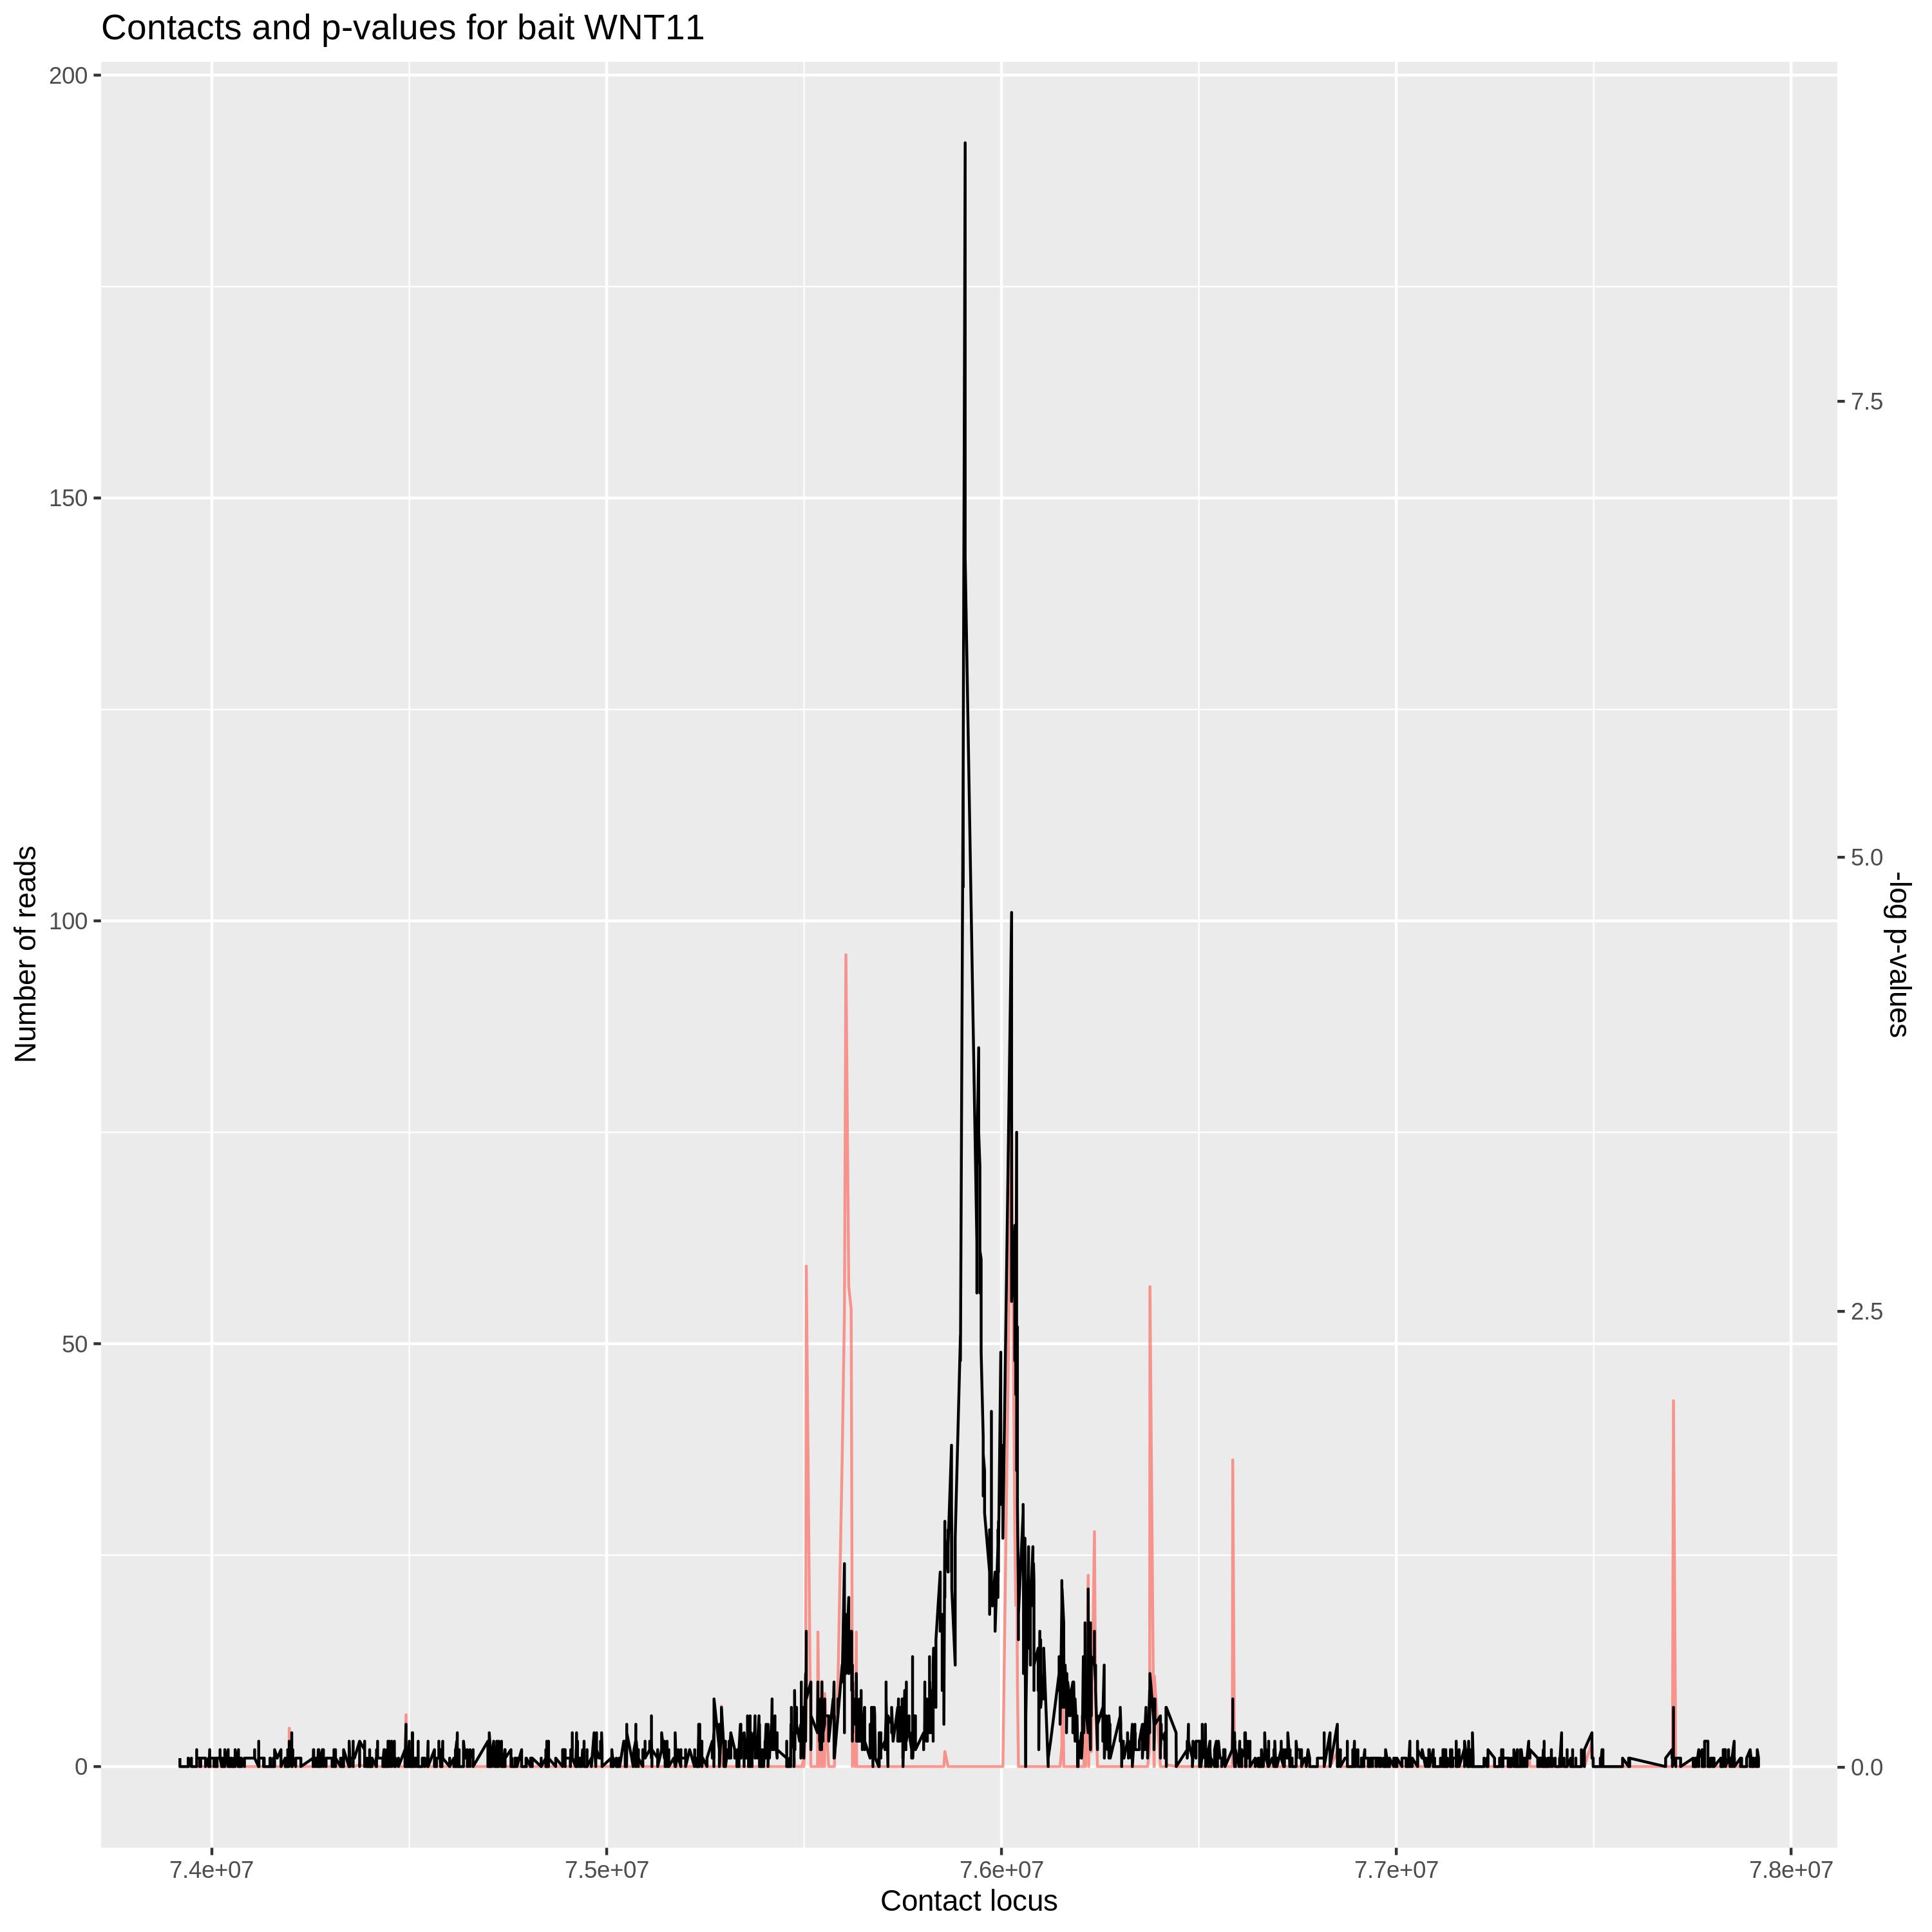 Contacts and p-values for bait WNT11
200
150
100
50
0
Number of reads
7.5
5.0
2.5
0.0
-log p-values
7.4e+07
7.5e+07
7.6e+07
7.7e+07
7.8e+07
Contact locus